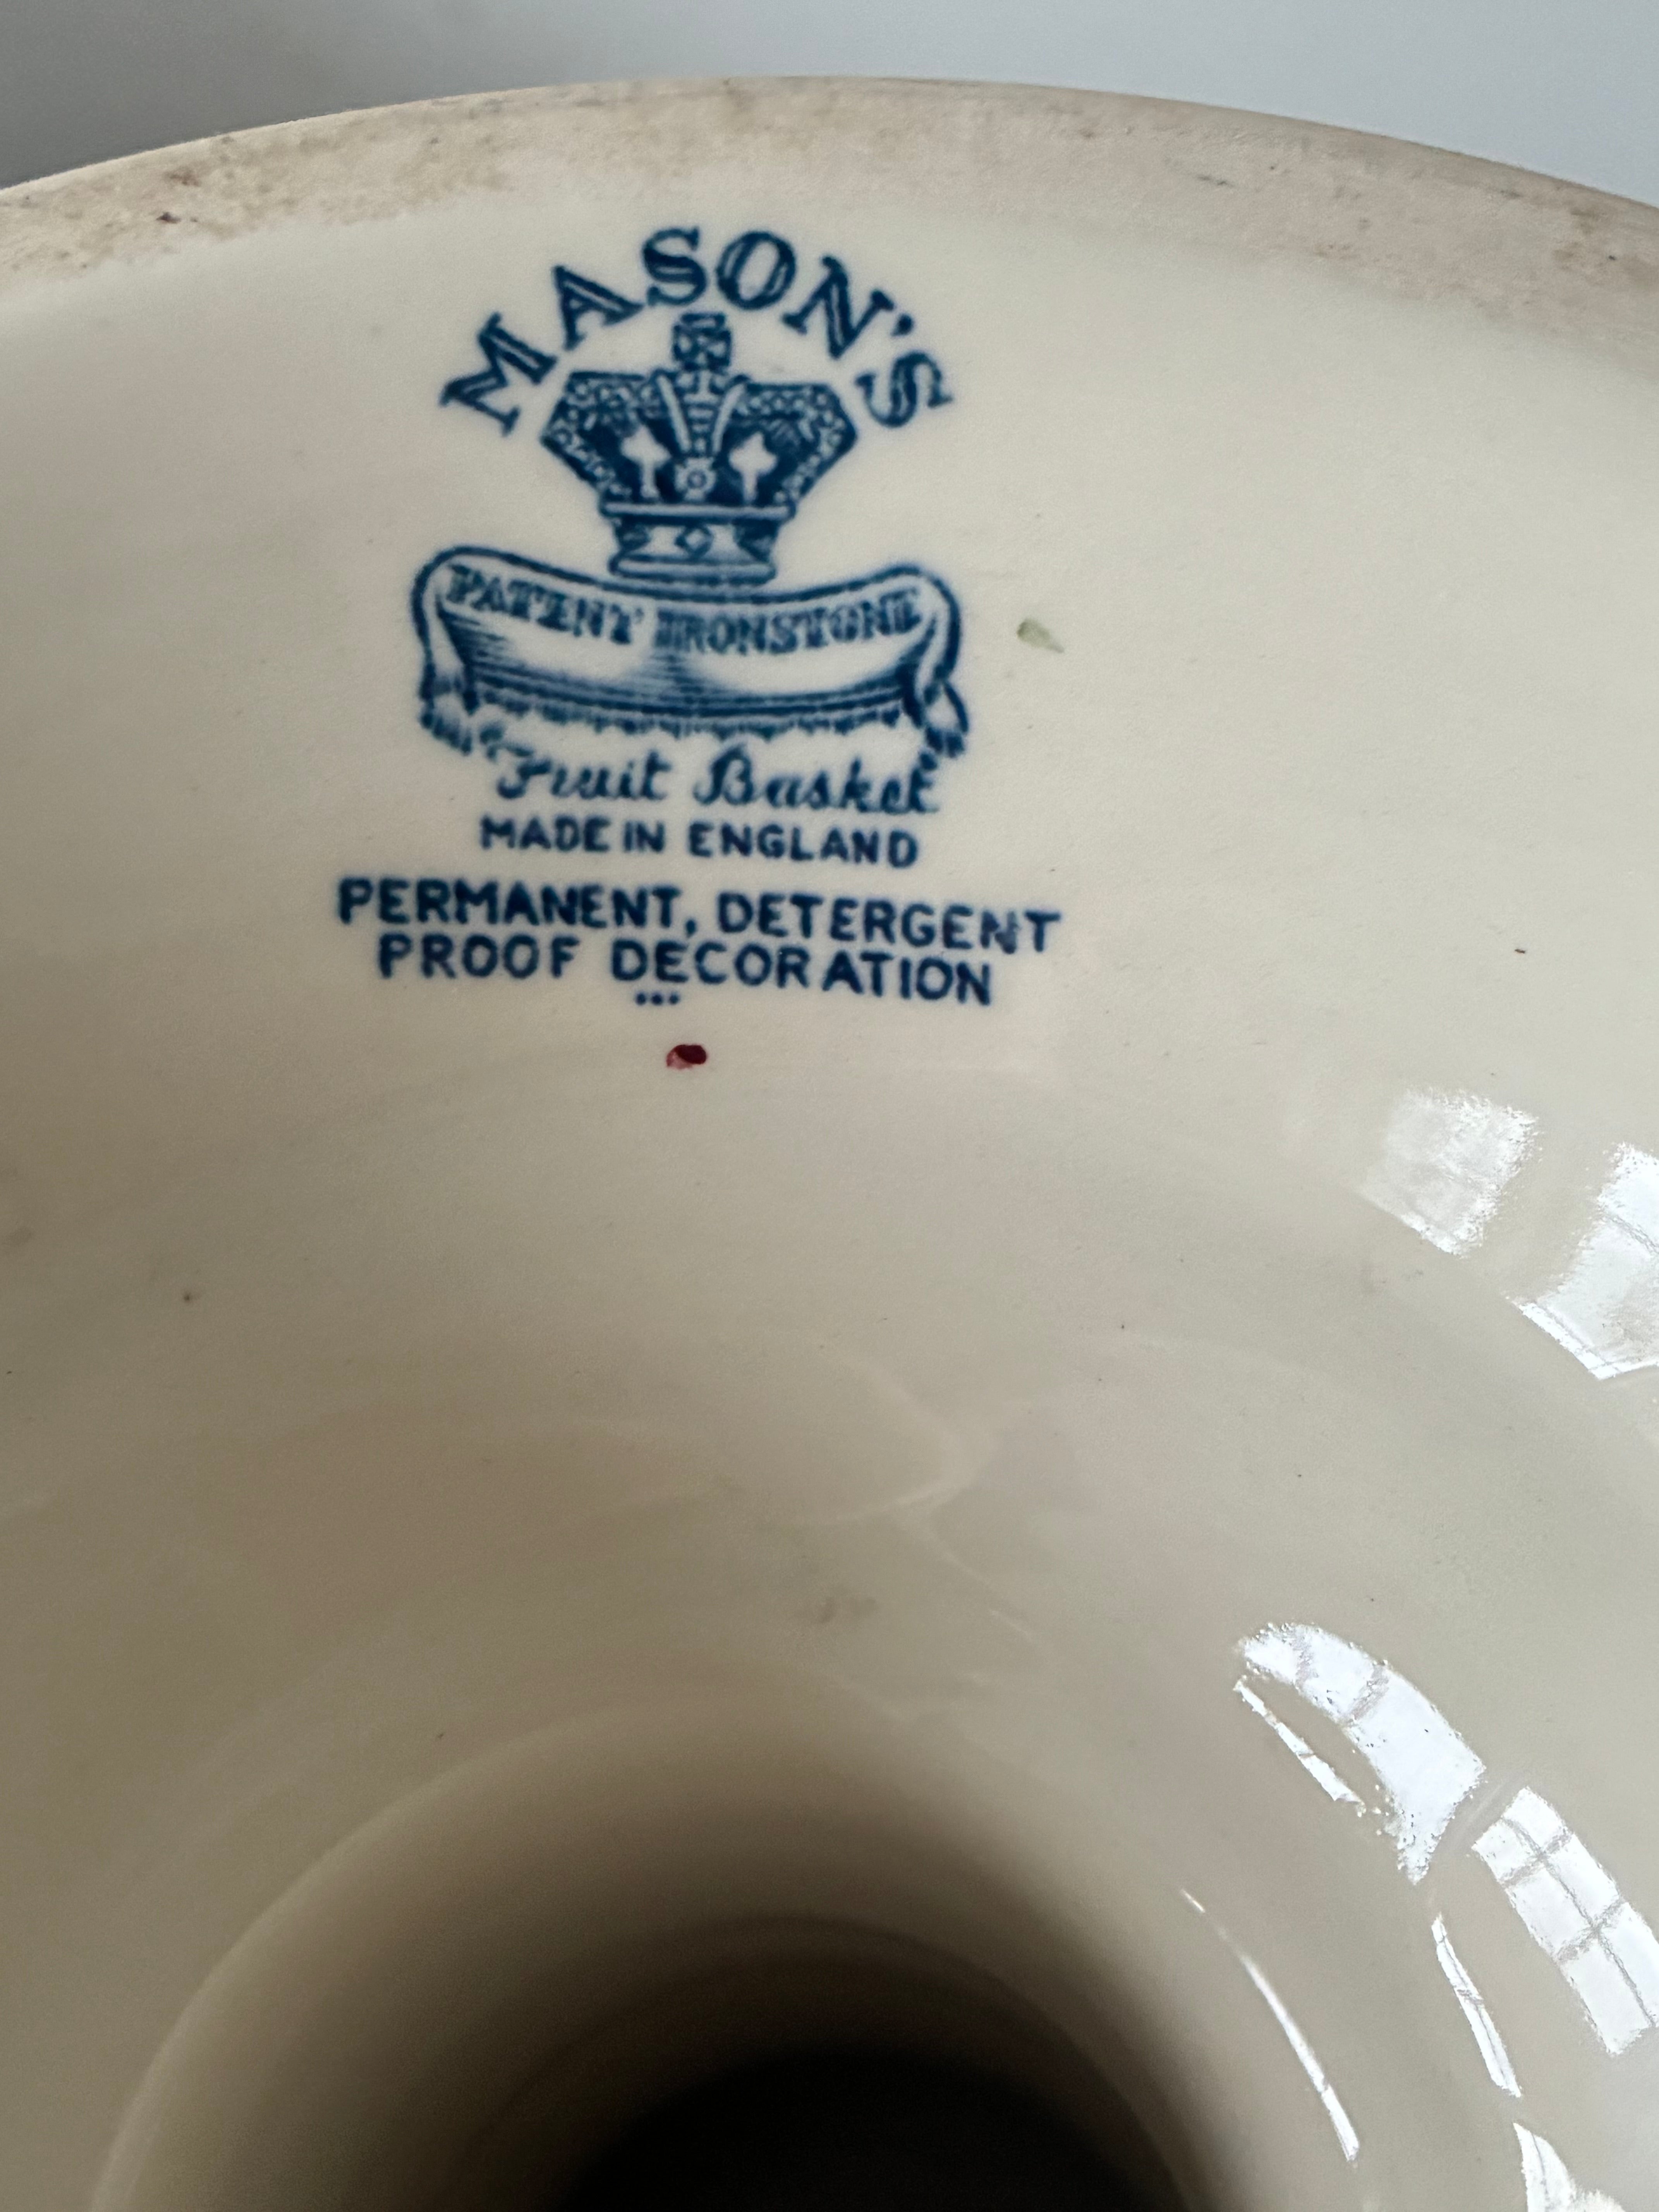 MASON'S
PATENT IRONSTONE
Fruit Basket
MADE IN ENGLAND
PERMANENT, DETERGENT
PROOF DECORATION